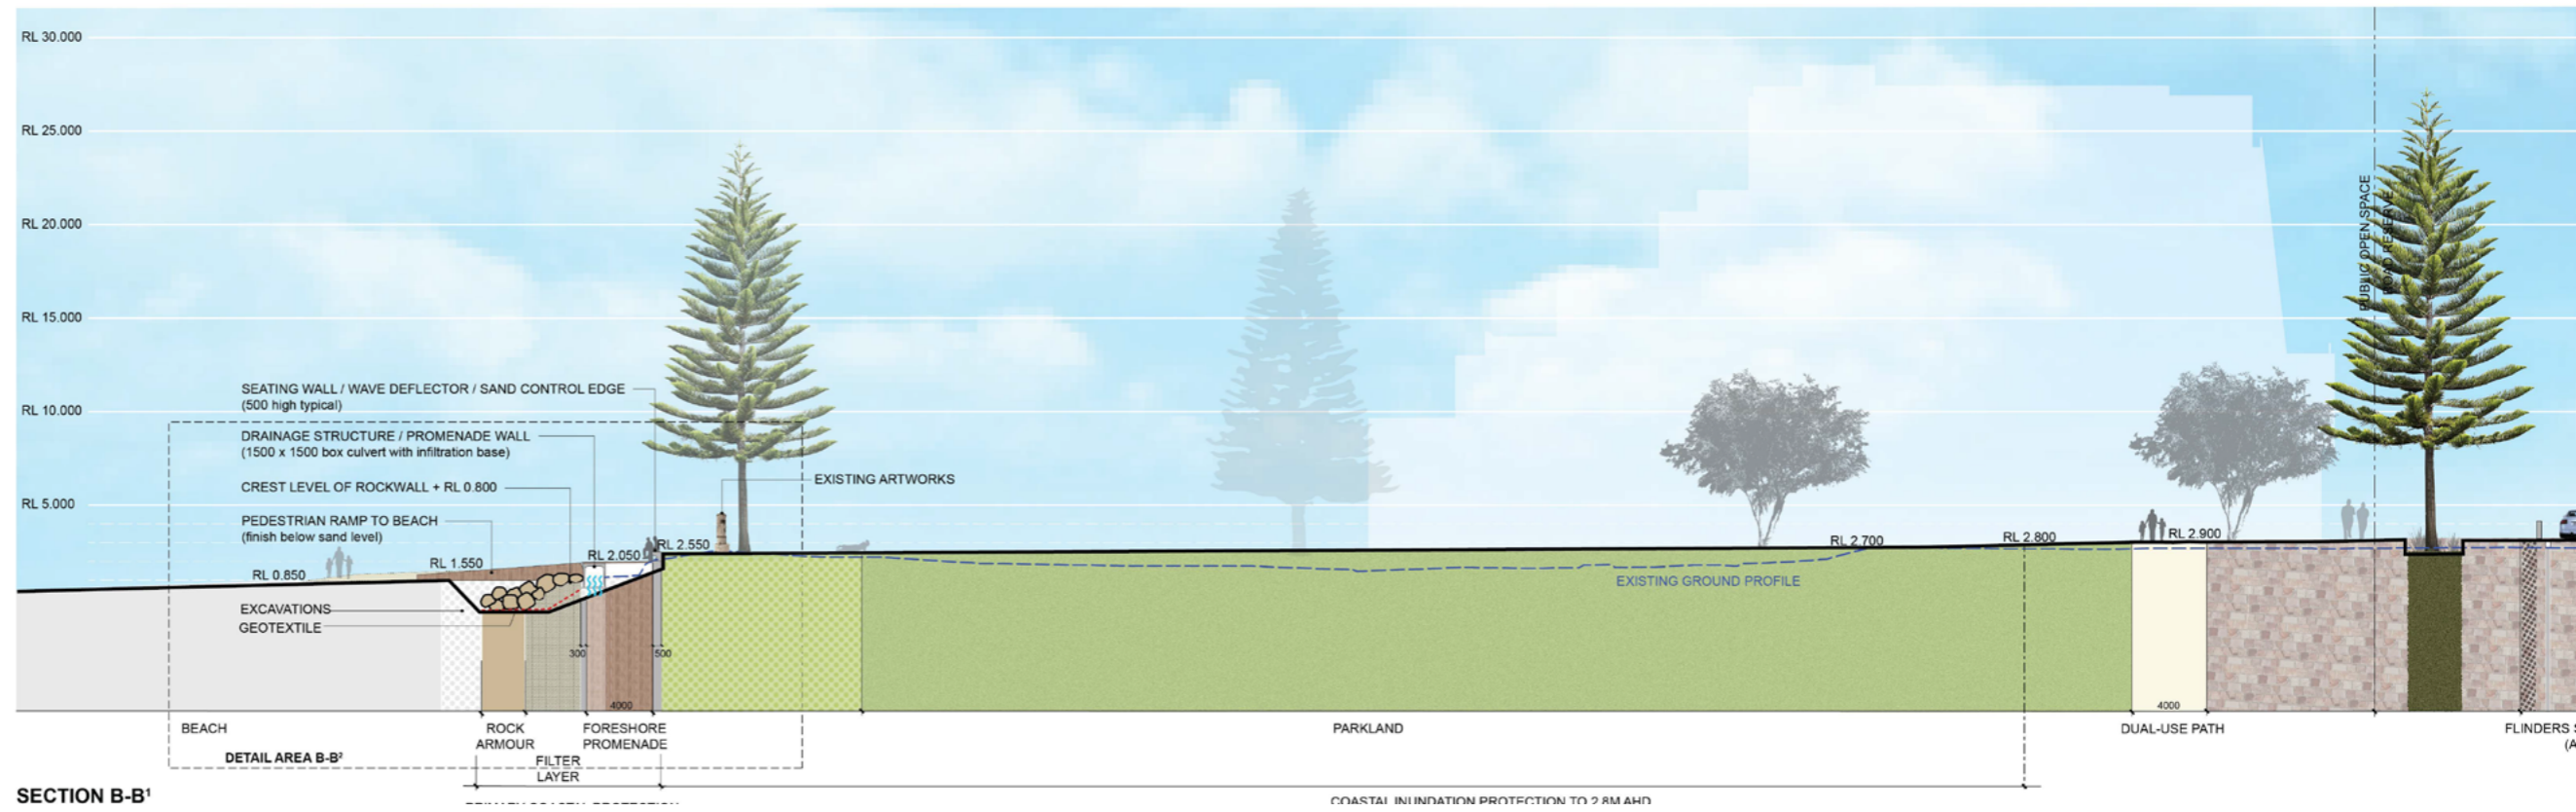 RL 30.000
RL 25.000
RL 20.000
RL 15.000
RL 10.000
RL 5.000
PUBLIC OPEN SPACE
ROAD RESERVE
SEATING WALL / WAVE DEFLECTOR / SAND CONTROL EDGE
(500 high typical)
DRAINAGE STRUCTURE / PROMENADE WALL
(1500 x 1500 box culvert with infiltration base)
CREST LEVEL OF ROCKWALL + RL 0.800
PEDESTRIAN RAMP TO BEACH
(finish below sand level)
EXISTING ARTWORKS
RL 0.850
RL 1.550
RL 2.050
RL 2.550
RL 2.700
RL 2.800
RL 2.900
EXISTING GROUND PROFILE
EXCAVATIONS
GEOTEXTILE
300
500
4000
4000
BEACH
ROCK
ARMOUR
FORESHORE
PROMENADE
PARKLAND
DUAL-USE PATH
FLINDERS S
(A
DETAIL AREA B-B²
FILTER
LAYER
SECTION B-B¹
PRIMARY COASTAL PROTECTION
COASTAL INUNDATION PROTECTION TO 2.8M AHD